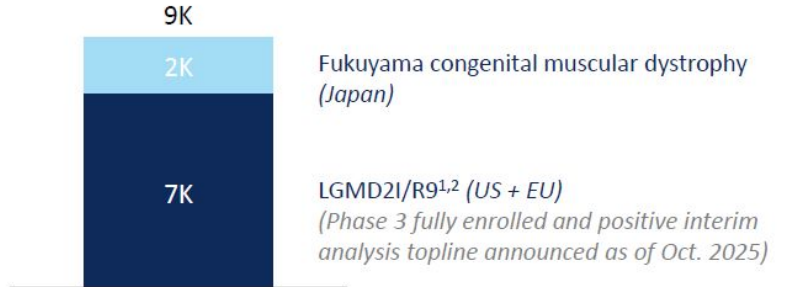 9K
2K
Fukuyama congenital muscular dystrophy
(Japan)
7K
LGMD2I/R9¹,² (US + EU)
(Phase 3 fully enrolled and positive interim
analysis topline announced as of Oct. 2025)